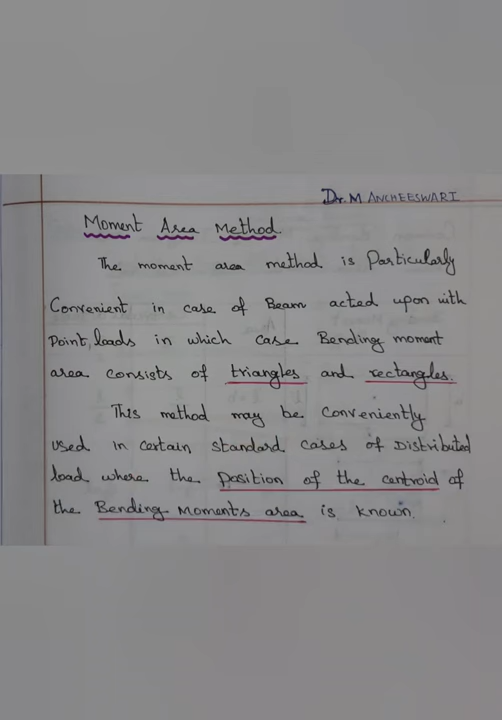 Dr. M ANCHEESWARI
Moment Area Method
The moment area method is Particularly
Convenient in case of Beam acted upon with
Point, loads in which case Bending moment
area consists of triangles and rectangles.
This method may be conveniently
used in certain standard cases of Distributed
load where the position of the centroid of
the Bending Moments area is known.